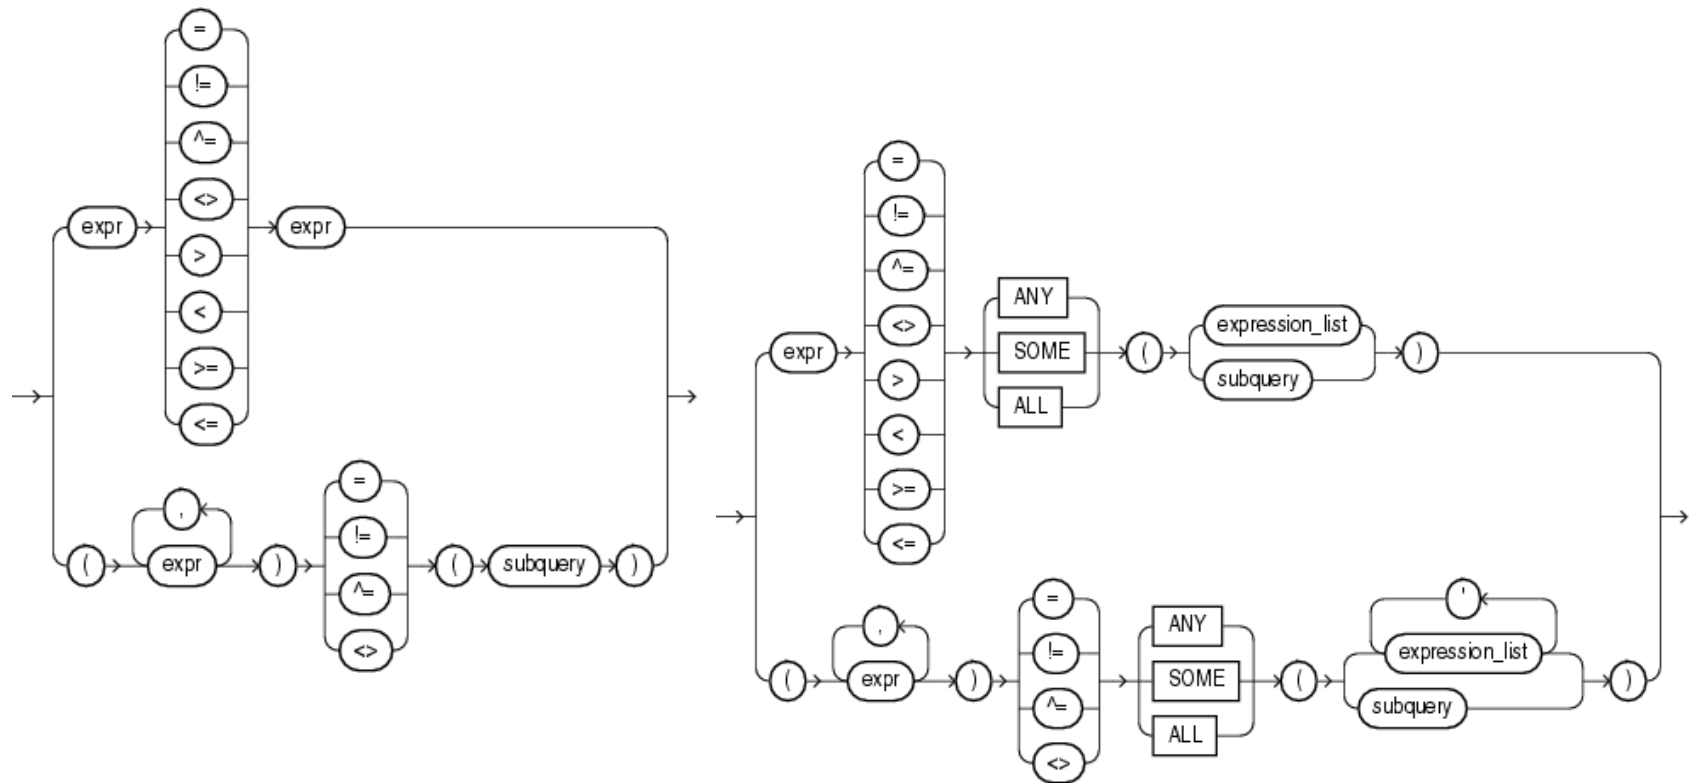 =
!=
^=
<>
expr
expr
>
<
>=
<=
=
,
!=
( expr ) ( subquery )
^=
<>
=
!=
^=
ANY
<>
expression_list
expr
SOME
(
)
>
subquery
ALL
<
>=
<=
=
'
,
ANY
!=
expression_list
( expr )
SOME
(
)
^=
subquery
ALL
<>